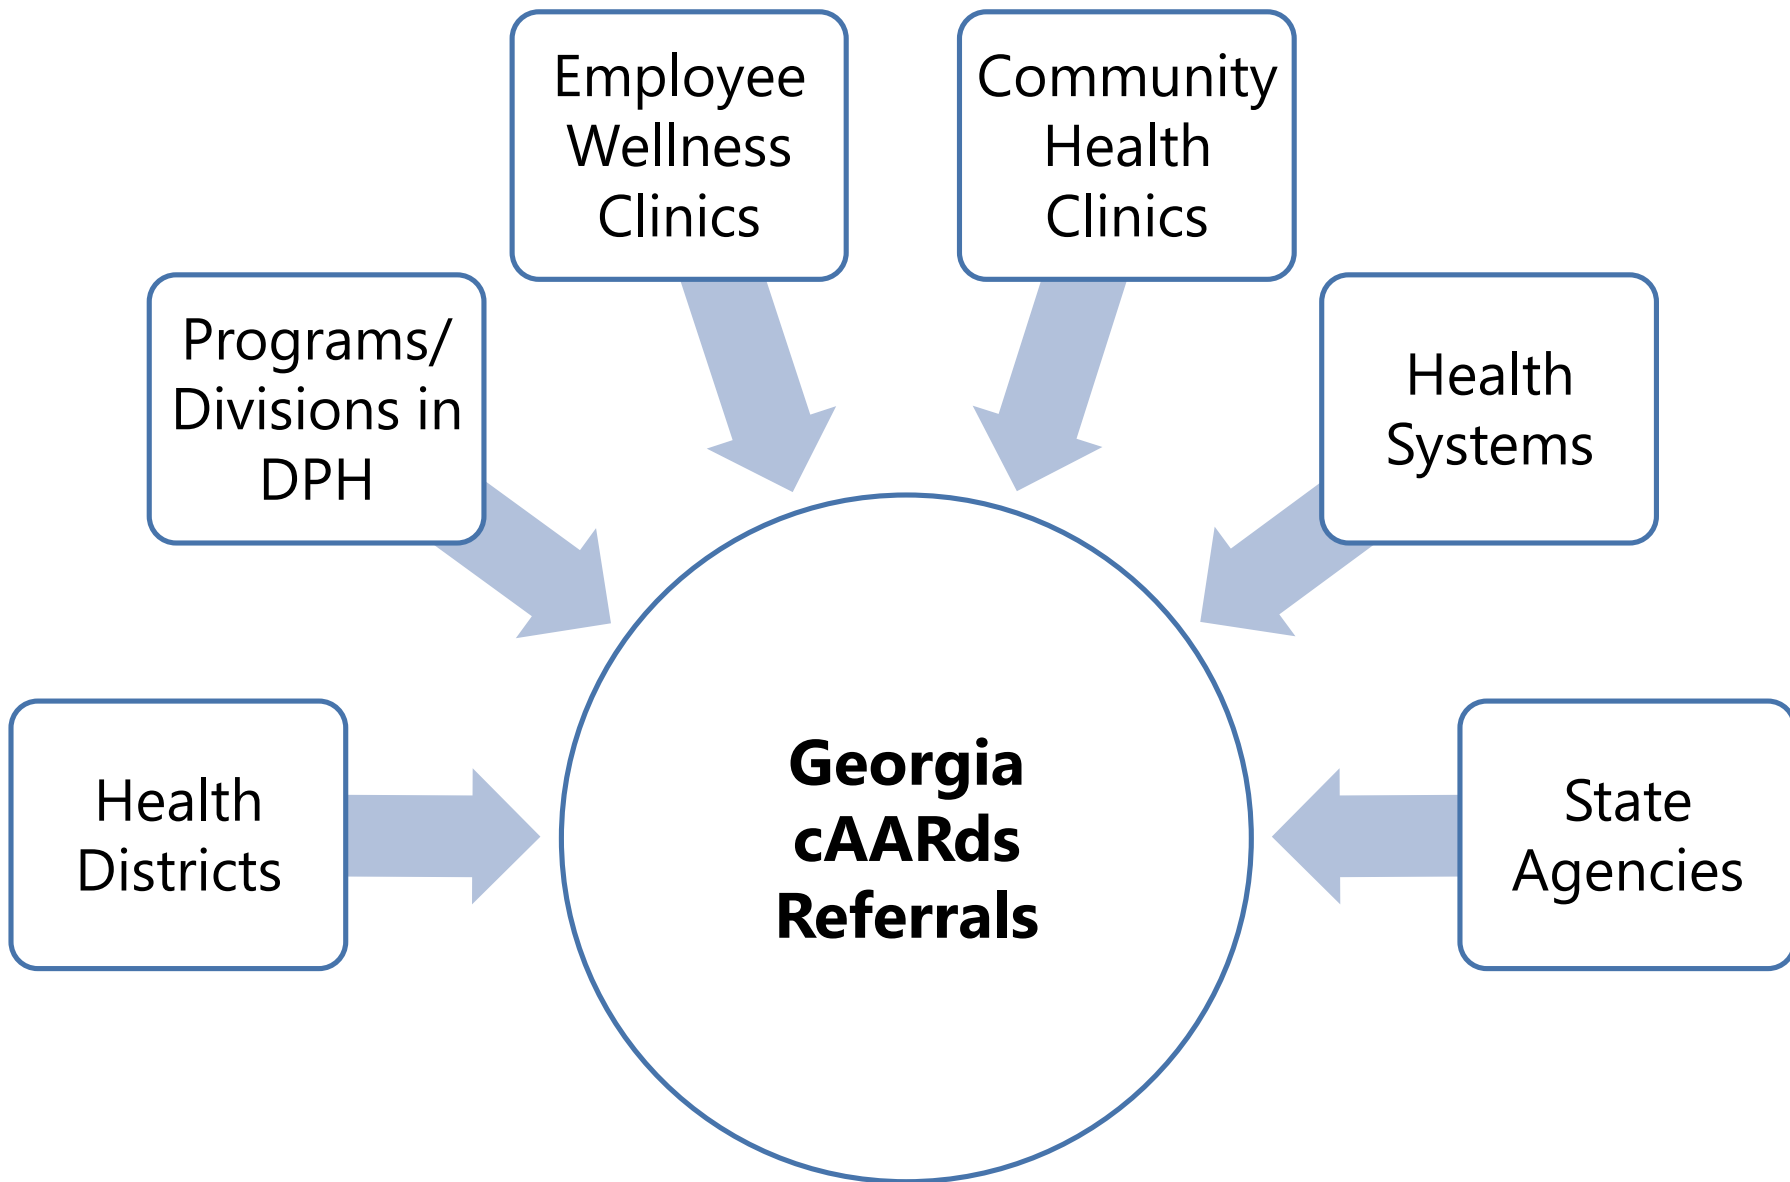 Employee
Wellness
Clinics
Community
Health
Clinics
Programs/
Divisions in
DPH
Health
Systems
Health
Districts
Georgia
cAARds
Referrals
State
Agencies